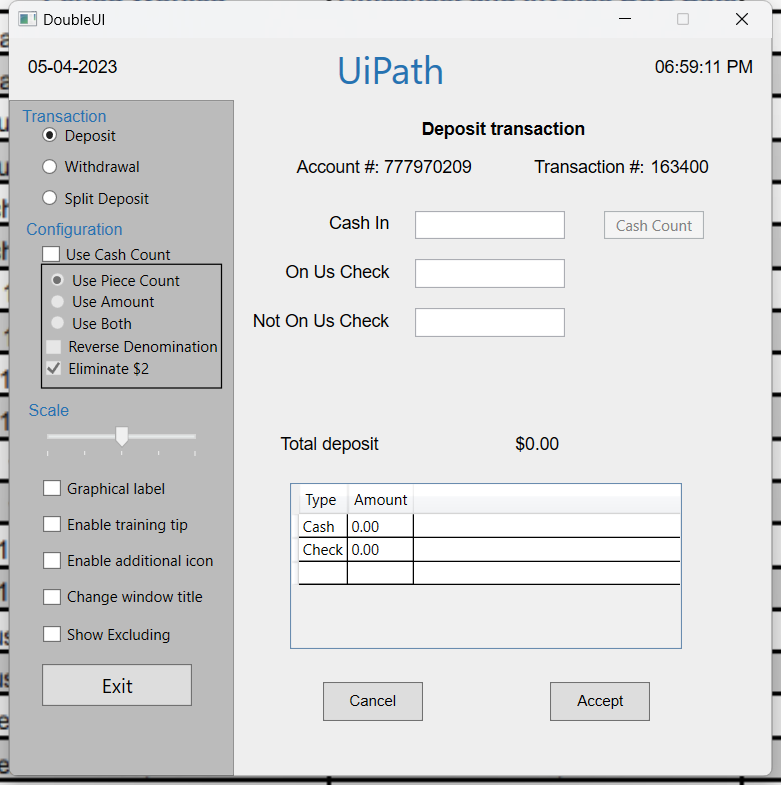 DoubleUI
05-04-2023
UiPath
06:59:11 PM
Transaction
Deposit
Withdrawal
Split Deposit
Configuration
Use Cash Count
Use Piece Count
Use Amount
Use Both
Reverse Denomination
Eliminate $2
Scale
Graphical label
Enable training tip
Enable additional icon
Change window title
Show Excluding
Exit
Deposit transaction
Account #: 777970209 Transaction #: 163400
Cash In Cash Count
On Us Check
Not On Us Check
Total deposit $0.00
Type Amount
Cash 0.00
Check 0.00
Cancel Accept